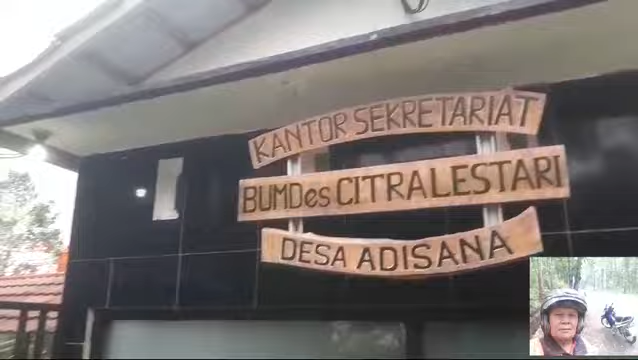 KANTOR SEKRETARIAT
BUMDes CITRALESTARI
DESA ADISANA